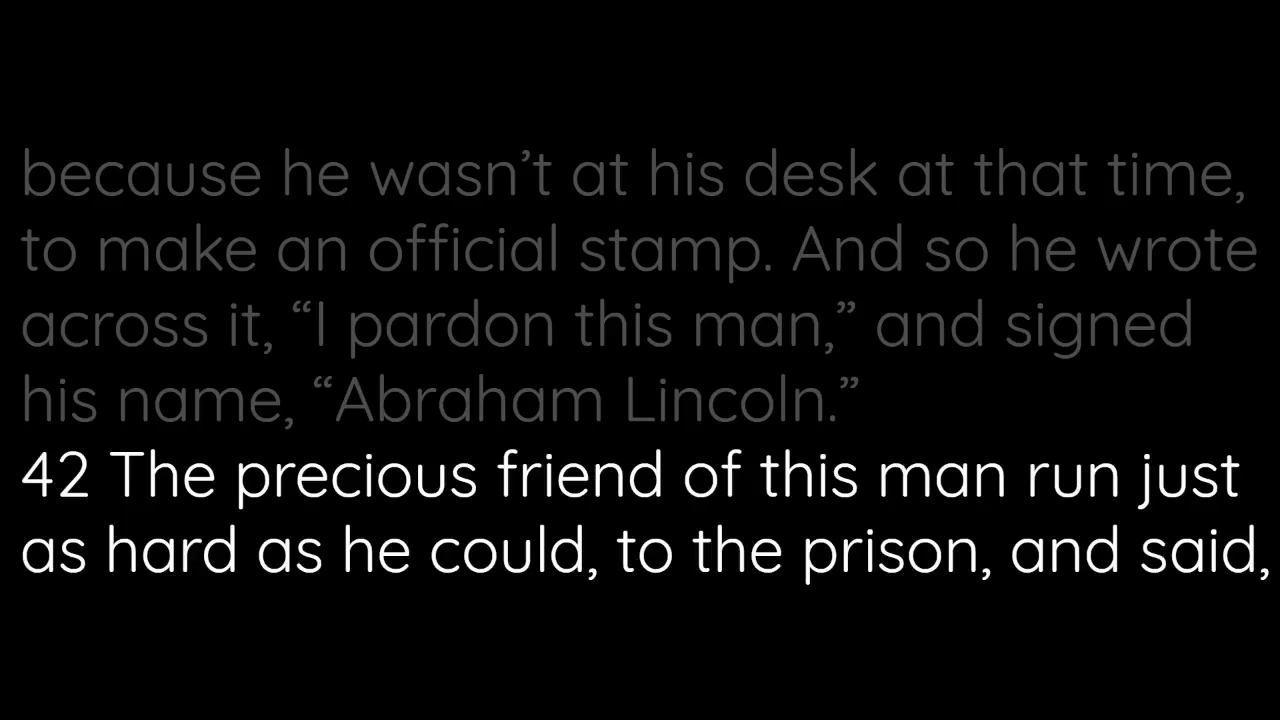 because he wasn’t at his desk at that time,
to make an official stamp. And so he wrote
across it, “I pardon this man,” and signed
his name, “Abraham Lincoln.”
42 The precious friend of this man run just
as hard as he could, to the prison, and said,